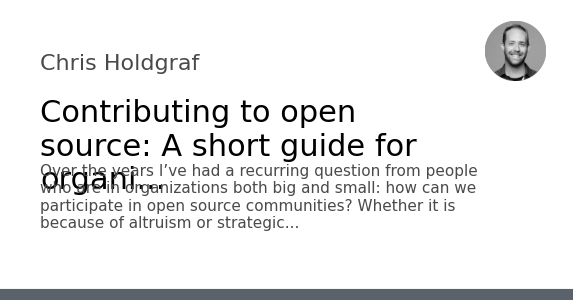 Chris Holdgraf
Contributing to open
source: A short guide for
organi...
Over the years I’ve had a recurring question from people
who are in organizations both big and small: how can we
participate in open source communities? Whether it is
because of altruism or strategic...